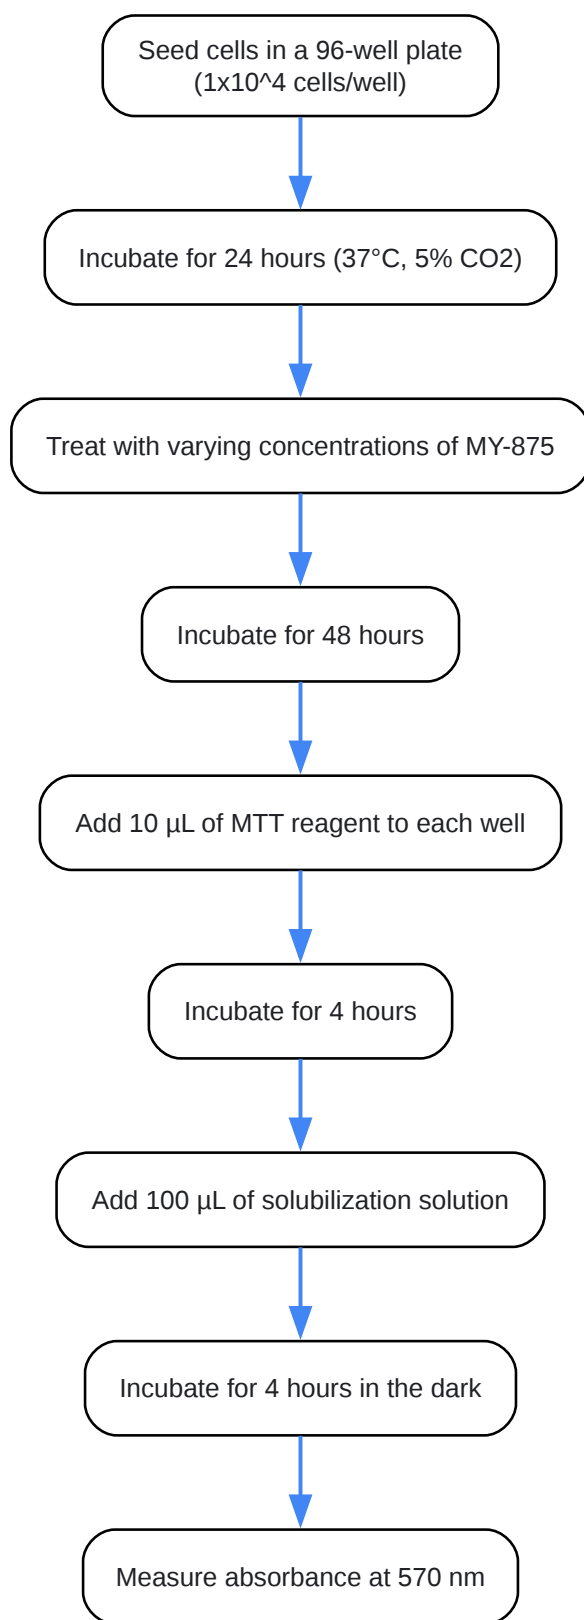 Seed cells in a 96-well plate
(1x10^4 cells/well)
Incubate for 24 hours (37°C, 5% CO2)
Treat with varying concentrations of MY-875
Incubate for 48 hours
Add 10 µL of MTT reagent to each well
Incubate for 4 hours
Add 100 µL of solubilization solution
Incubate for 4 hours in the dark
Measure absorbance at 570 nm